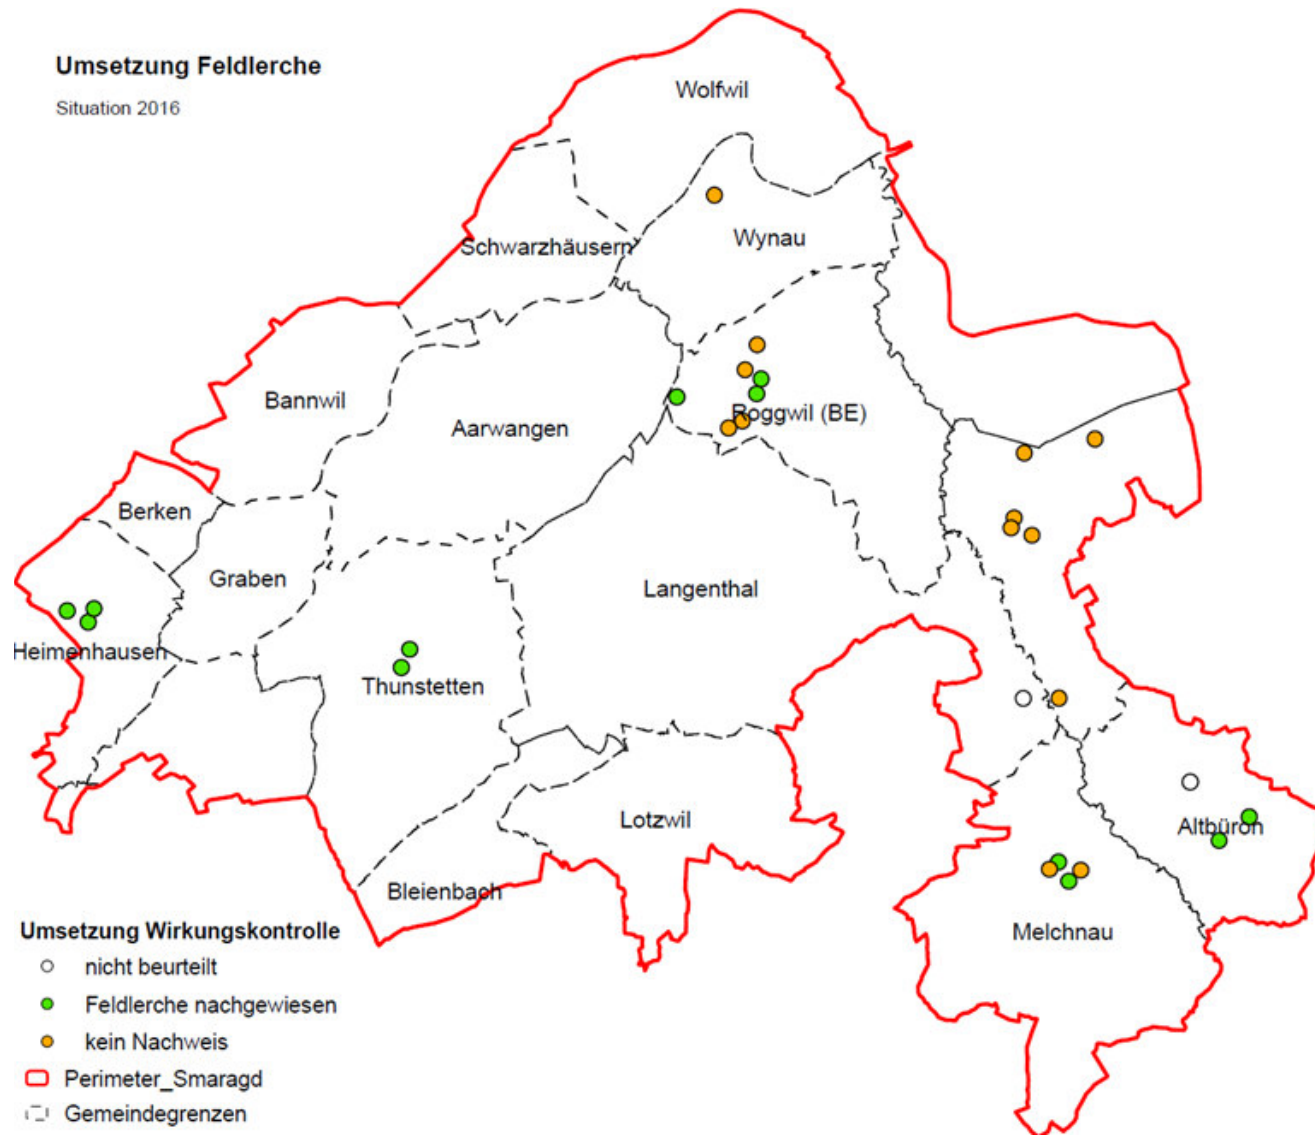 Umsetzung Feldlerche
Situation 2016
Wolfwil
Wynau
Schwarzhäusern
Bannwil
Aarwangen
Roggwil (BE)
Berken
Graben
Langenthal
Heimenhausen
Thunstetten
Lotzwil
Altbüron
Bleienbach
Melchnau
Umsetzung Wirkungskontrolle
nicht beurteilt
Feldlerche nachgewiesen
kein Nachweis
Perimeter_Smaragd
Gemeindegrenzen